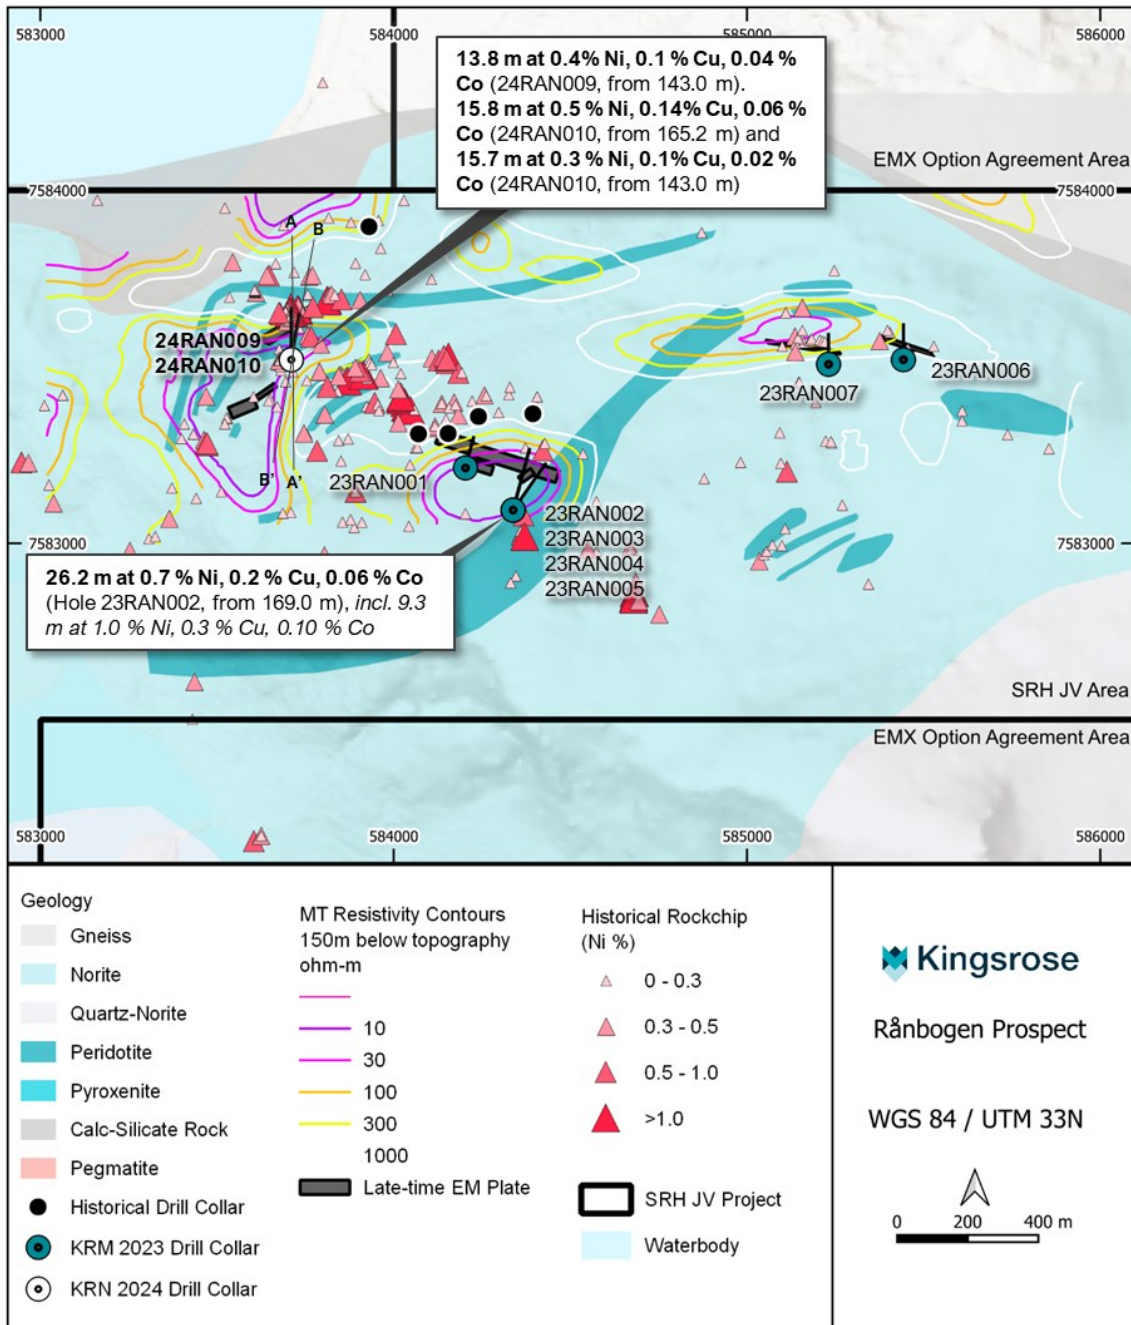 583000
584000
585000
586000
13.8 m at 0.4% Ni, 0.1 % Cu, 0.04 %
Co (24RAN009, from 143.0 m).
15.8 m at 0.5 % Ni, 0.14% Cu, 0.06 %
Co (24RAN010, from 165.2 m) and
15.7 m at 0.3 % Ni, 0.1% Cu, 0.02 %
Co (24RAN010, from 143.0 m)
EMX Option Agreement Area
7584000
7584000
A
B
24RAN009
24RAN010
23RAN007
23RAN006
B'
A'
23RAN001
23RAN002
23RAN003
23RAN004
23RAN005
7583000
7583000
26.2 m at 0.7 % Ni, 0.2 % Cu, 0.06 % Co
(Hole 23RAN002, from 169.0 m), incl. 9.3
m at 1.0 % Ni, 0.3 % Cu, 0.10 % Co
SRH JV Area
EMX Option Agreement Area
583000
584000
585000
586000
Geology
Gneiss
Norite
Quartz-Norite
Peridotite
Pyroxenite
Calc-Silicate Rock
Pegmatite
Historical Drill Collar
KRM 2023 Drill Collar
KRN 2024 Drill Collar
MT Resistivity Contours
150m below topography
ohm-m
10
30
100
300
1000
Late-time EM Plate
Historical Rockchip
(Ni %)
0 - 0.3
0.3 - 0.5
0.5 - 1.0
>1.0
SRH JV Project
Waterbody
Kingsrose
Rånbogen Prospect
WGS 84 / UTM 33N
0 200 400 m